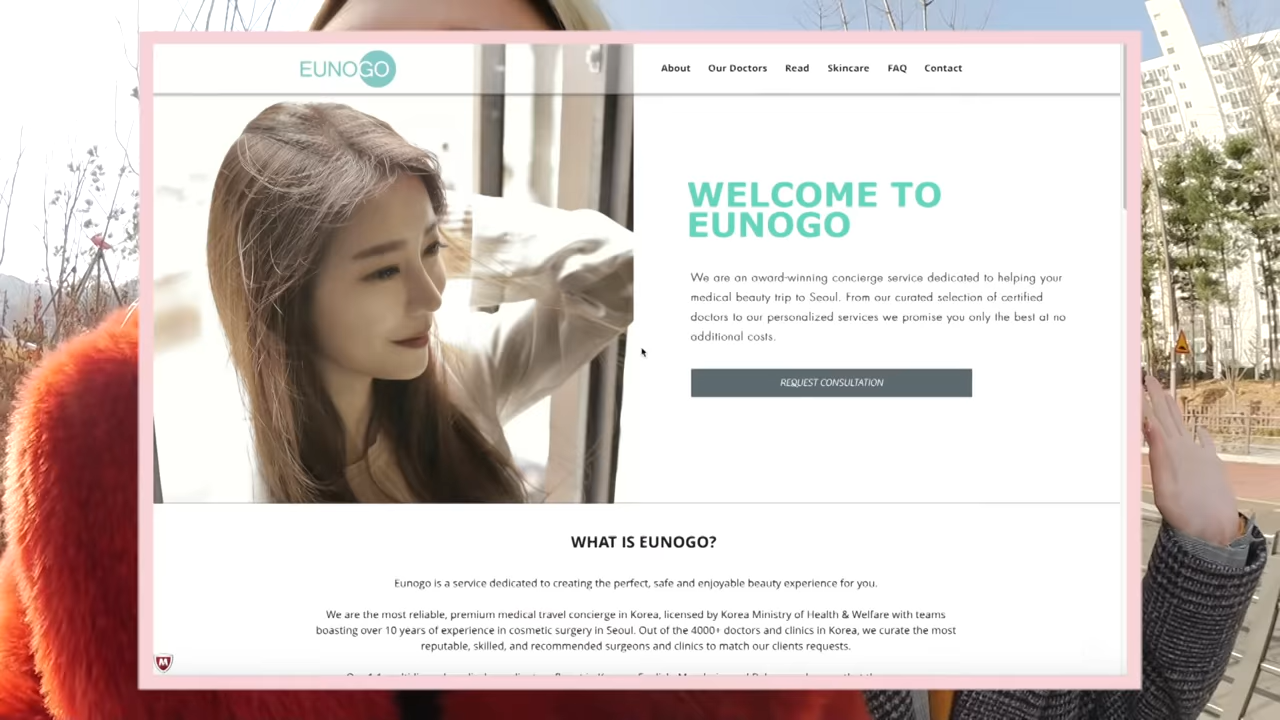 EUNOGO
About Our Doctors Read Skincare FAQ Contact
WELCOME TO
EUNOGO
We are an award-winning concierge service dedicated to helping your
medical beauty trip to Seoul. From our curated selection of certified
doctors to our personalized services we promise you only the best at no
additional costs.
REQUEST CONSULTATION
WHAT IS EUNOGO?
Eunogo is a service dedicated to creating the perfect, safe and enjoyable beauty experience for you.
We are the most reliable, premium medical travel concierge in Korea, licensed by Korea Ministry of Health & Welfare with teams
boasting over 10 years of experience in cosmetic surgery in Seoul. Out of the 4000+ doctors and clinics in Korea, we curate the most
reputable, skilled, and recommended surgeons and clinics to match our clients requests.